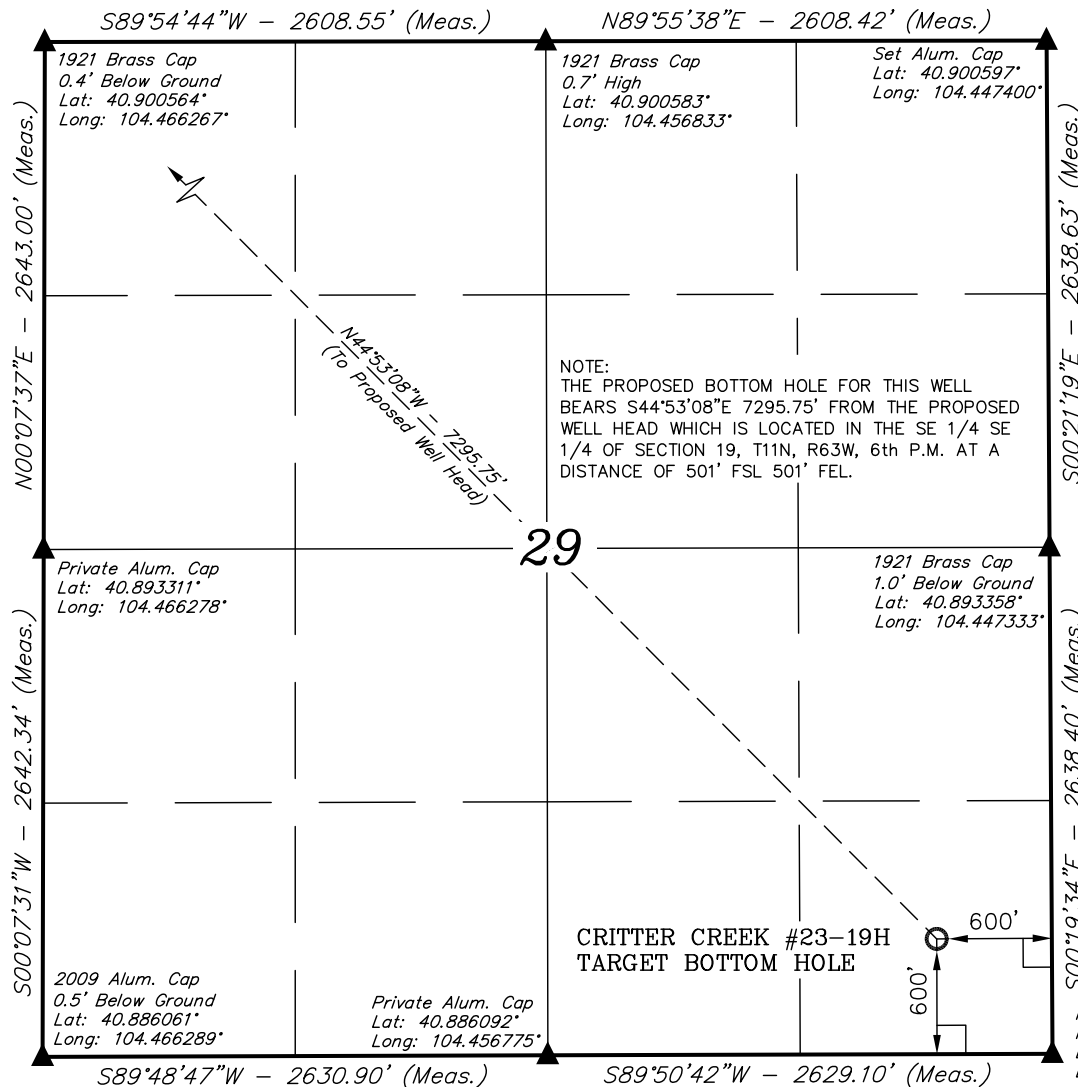 S89°54'44"W - 2608.55' (Meas.)
N89°55'38"E - 2608.42' (Meas.)
1921 Brass Cap
0.4' Below Ground
Lat: 40.900564°
Long: 104.466267°
1921 Brass Cap
0.7' High
Lat: 40.900583°
Long: 104.456833°
Set Alum. Cap
Lat: 40.900597°
Long: 104.447400°
N00°07'37"E - 2643.00' (Meas.)
S00°21'19"E - 2638.63' (Meas.)
N44°53'08"W - 7295.75'
(To Proposed Well Head)
NOTE:
THE PROPOSED BOTTOM HOLE FOR THIS WELL
BEARS S44°53'08"E 7295.75' FROM THE PROPOSED
WELL HEAD WHICH IS LOCATED IN THE SE 1/4 SE
1/4 OF SECTION 19, T11N, R63W, 6th P.M. AT A
DISTANCE OF 501' FSL 501' FEL.
29
Private Alum. Cap
Lat: 40.893311°
Long: 104.466278°
1921 Brass Cap
1.0' Below Ground
Lat: 40.893358°
Long: 104.447333°
S00°07'31"W - 2642.34' (Meas.)
S00°19'34"E - 2638.40' (Meas.)
CRITTER CREEK #23-19H
TARGET BOTTOM HOLE
600'
600'
2009 Alum. Cap
0.5' Below Ground
Lat: 40.886061°
Long: 104.466289°
Private Alum. Cap
Lat: 40.886092°
Long: 104.456775°
S89°48'47"W - 2630.90' (Meas.)
S89°50'42"W - 2629.10' (Meas.)